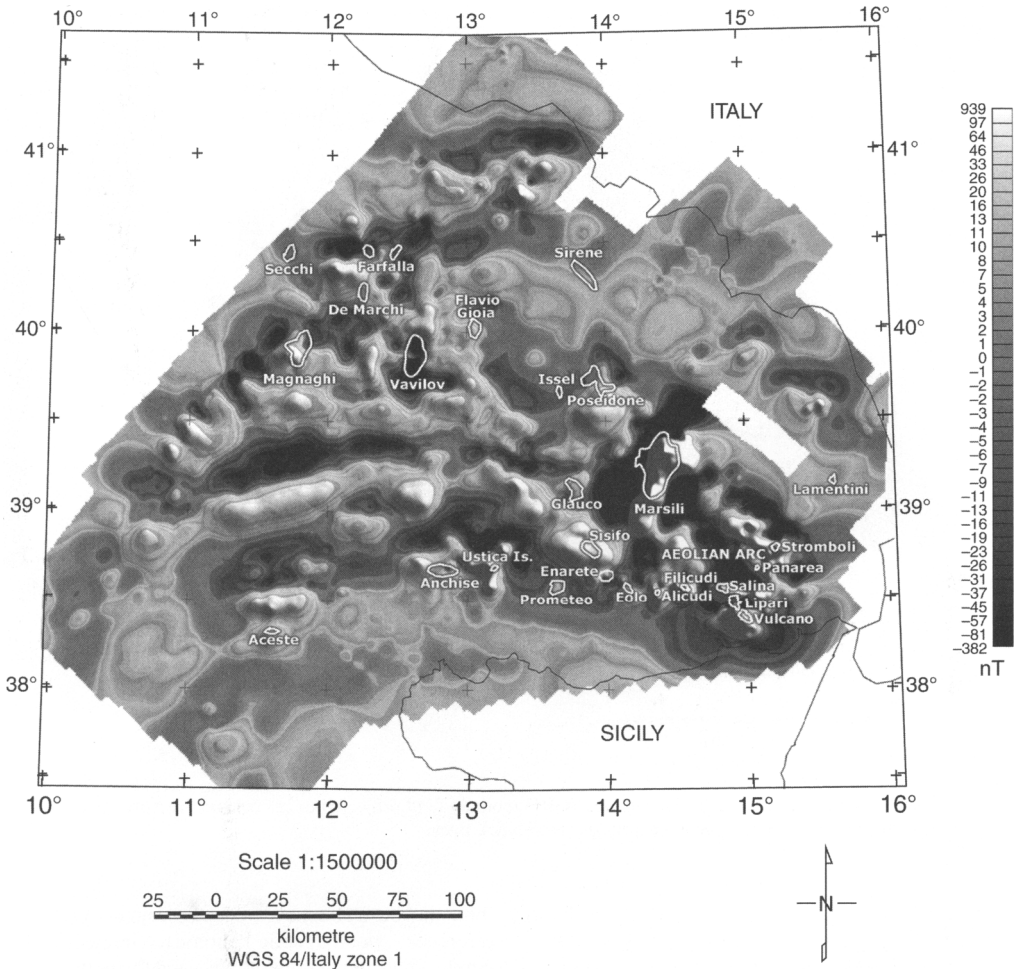 10°
11°
12°
13°
14°
15°
16°
ITALY
41°
41°
Sirene
Secchi
Farfalla
De Marchi
Flavio
Gioia
40°
40°
Magnaghi
Vavilov
Issel
Poseidone
39°
39°
Glauco
Marsili
Lamentini
Sisifo
Stromboli
AEOLIAN ARC
Panarea
Ustica Is.
Anchise
Enarete
Prometeo
Eolo
Filicudi
Alicudi
Salina
Lipari
Vulcano
Aceste
38°
38°
SICILY
10°
11°
12°
13°
14°
15°
16°
939
97
64
46
33
26
20
16
13
11
10
8
7
5
4
3
2
1
0
−1
−2
−2
−3
−4
−5
−6
−7
−9
−11
−13
−16
−19
−23
−26
−31
−37
−45
−57
−81
−382
nT
Scale 1:1500000
25 0 25 50 75 100
kilometre
WGS 84/Italy zone 1
N